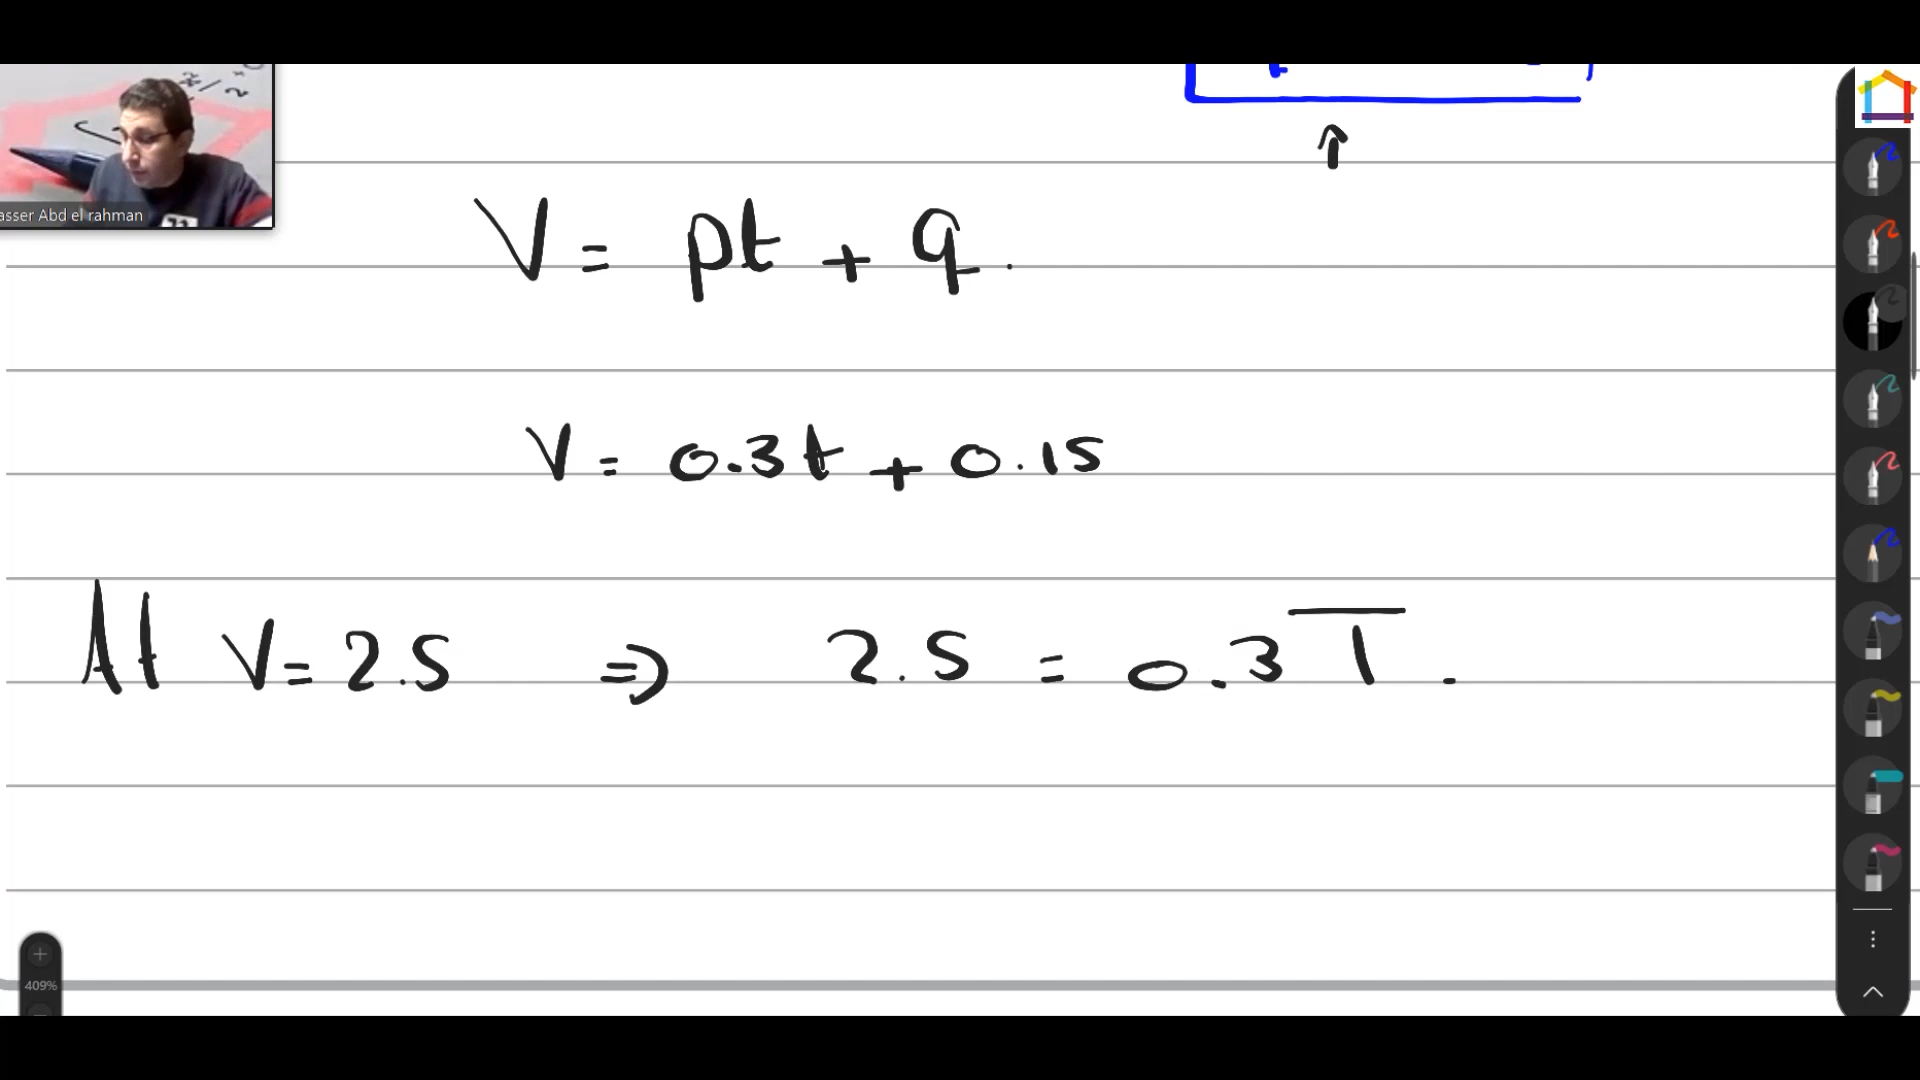 asser Abd el rahman
V = pt + q.
V = 0.3t + 0.15
At V = 2.5 => 2.5 = 0.3T.
409%